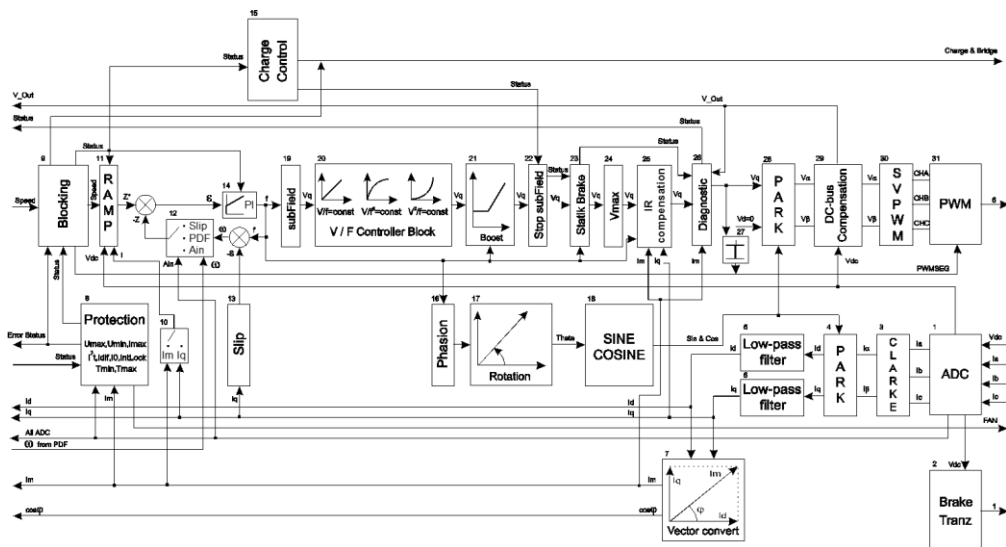 15
Charge
Control
Status
Charge & Bridge
V_Out
V_Out
Status
Status
Status
Status
Status
Status
9
Blocking
Speed
Speed
11
RAMP
Z*
-Z
ε
14
PI
f
12
Slip
PDF
Ain
Ain
ω
ω
f
-S
Vdc
I
19
subField
Vq
20
V/f=const
V/f²=const
V²/f=const
V / F Controller Block
Vq
21
Boost
Vq
22
Stop subField
Vq
23
Statik Brake
Vq
24
Vmax
Vq
25
IR
compensation
Vq
26
Diagnostic
Im
Iq
Im
Vq
Vd=0
27
28
PARK
Vα
Vβ
29
DC-bus
Compensation
Vdc
Vα
Vβ
30
SVPWM
CHA
CHB
CHC
31
PWM
6
PWMSEG
Status
8
Protection
Umax,Umin,Imax
I²t,Idif,I0,IntLock
Tmin,Tmax
Error Status
Status
Im
10
Im
Iq
13
Slip
Iq
16
Phasion
17
Rotation
Theta
18
SINE
COSINE
Sin & Cos
Id
Iq
6
Low-pass
filter
Low-pass
filter
Id
Iq
4
PARK
Iα
Iβ
3
CLARKE
Ia
Ib
Ic
1
ADC
Vdc
Ia
Ib
Ic
Id
Iq
Id
Iq
All ADC
FAN
ω from PDF
7
Iq
Im
φ
Id
Vector convert
Vdc
2
Brake
Tranz
1
Im
cosφ